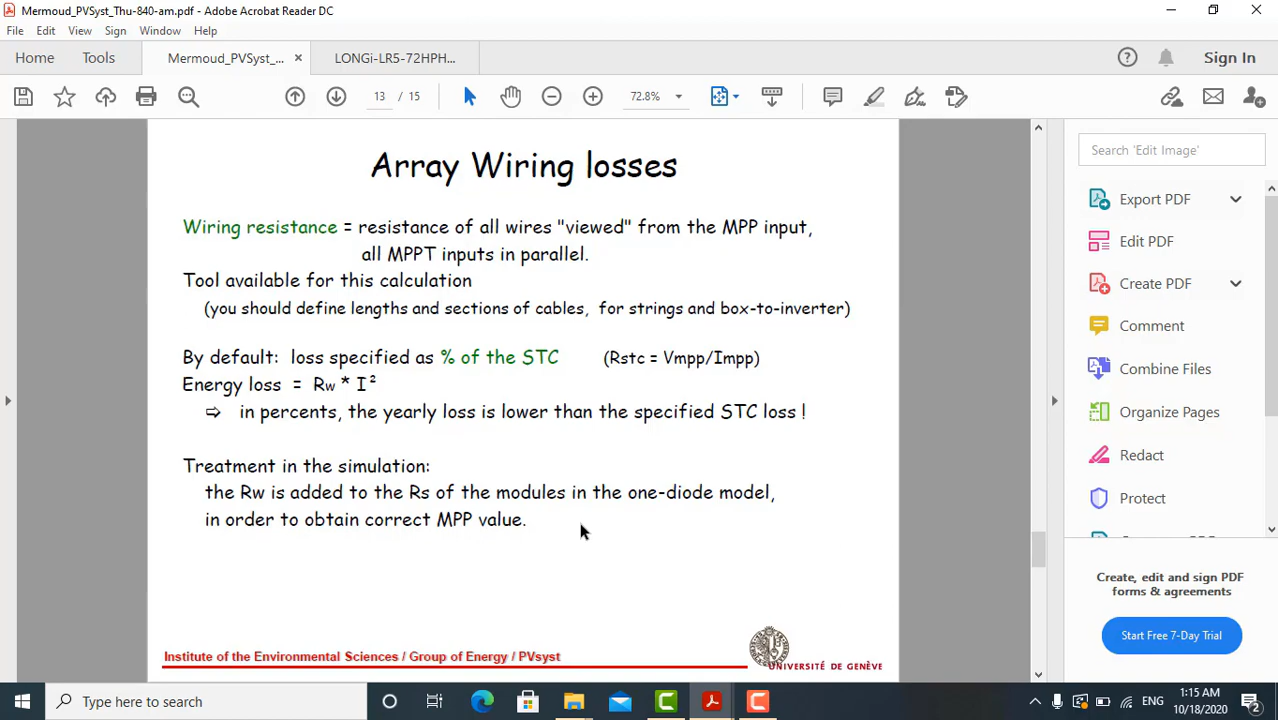 Mermoud_PVSyst_Thu-840-am.pdf - Adobe Acrobat Reader DC
File Edit View Sign Window Help
Home Tools Mermoud_PVSyst_... × LONGi-LR5-72HPH... Sign In
13 / 15 72.8%
Array Wiring losses
Wiring resistance = resistance of all wires "viewed" from the MPP input,
all MPPT inputs in parallel.
Tool available for this calculation
(you should define lengths and sections of cables, for strings and box-to-inverter)
By default: loss specified as % of the STC (Rstc = Vmpp/Impp)
Energy loss = Rw * I²
⇨ in percents, the yearly loss is lower than the specified STC loss !
Treatment in the simulation:
the Rw is added to the Rs of the modules in the one-diode model,
in order to obtain correct MPP value.
Institute of the Environmental Sciences / Group of Energy / PVsyst
UNIVERSITÉ DE GENÈVE
Search 'Edit Image'
Export PDF
Edit PDF
Create PDF
Comment
Combine Files
Organize Pages
Redact
Protect
Create, edit and sign PDF
forms & agreements
Start Free 7-Day Trial
Type here to search
ENG
1:15 AM
10/18/2020
2